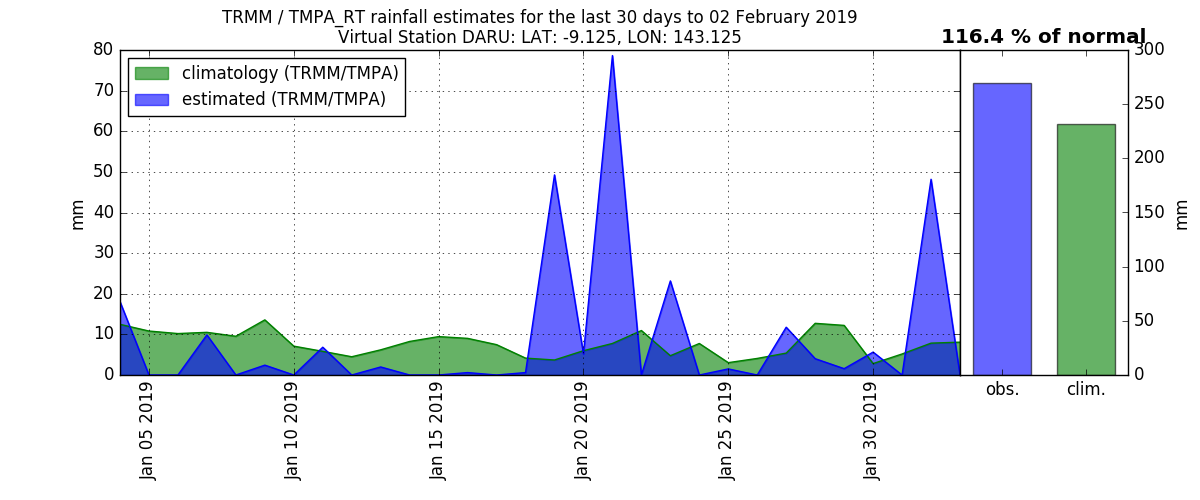 TRMM / TMPA_RT rainfall estimates for the last 30 days to 02 February 2019
Virtual Station DARU: LAT: -9.125, LON: 143.125
116.4 % of normal
climatology (TRMM/TMPA)
estimated (TRMM/TMPA)
80
70
60
50
40
30
20
10
0
mm
Jan 05 2019
Jan 10 2019
Jan 15 2019
Jan 20 2019
Jan 25 2019
Jan 30 2019
obs.
clim.
300
250
200
150
100
50
0
mm